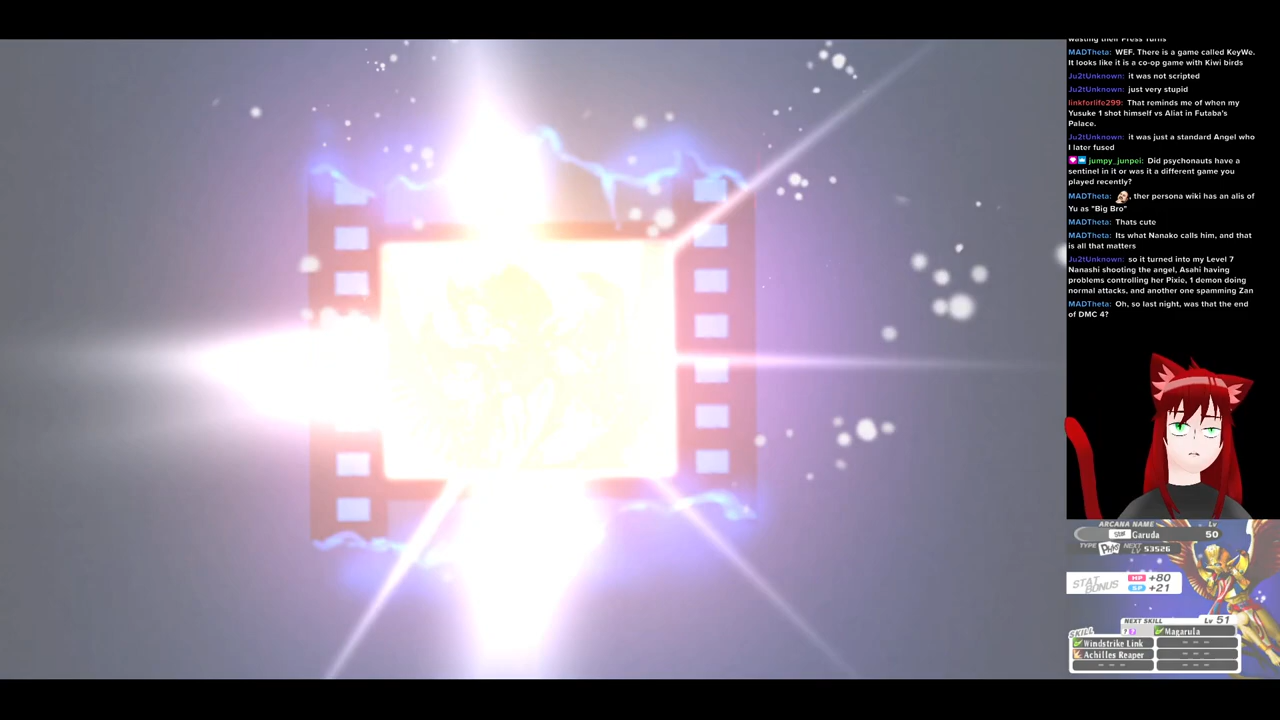 MADTheta: WEF. There is a game called KeyWe.
It looks like it is a co-op game with Kiwi birds
Ju2tUnknown: it was not scripted
Ju2tUnknown: just very stupid
linkforlife299: That reminds me of when my
Yusuke 1 shot himself vs Aliat in Futaba's
Palace.
Ju2tUnknown: it was just a standard Angel who
I later fused
jumpy_junpei: Did psychonauts have a
sentinel in it or was it a different game you
played recently?
MADTheta: , ther persona wiki has an alis of
Yu as "Big Bro"
MADTheta: Thats cute
MADTheta: Its what Nanako calls him, and that
is all that matters
Ju2tUnknown: so it turned into my Level 7
Nanashi shooting the angel, Asahi having
problems controlling her Pixie, 1 demon doing
normal attacks, and another one spamming Zan
MADTheta: Oh, so last night, was that the end
of DMC 4?
ARCANA NAME Lv
Star Garuda 50
TYPE NEXT LV 53526
STAT BONUS
HP +80
SP +21
NEXT SKILL Lv 51
Magarula
SKILL
Windstrike Link - - -
Achilles Reaper - - -
- - - - - -